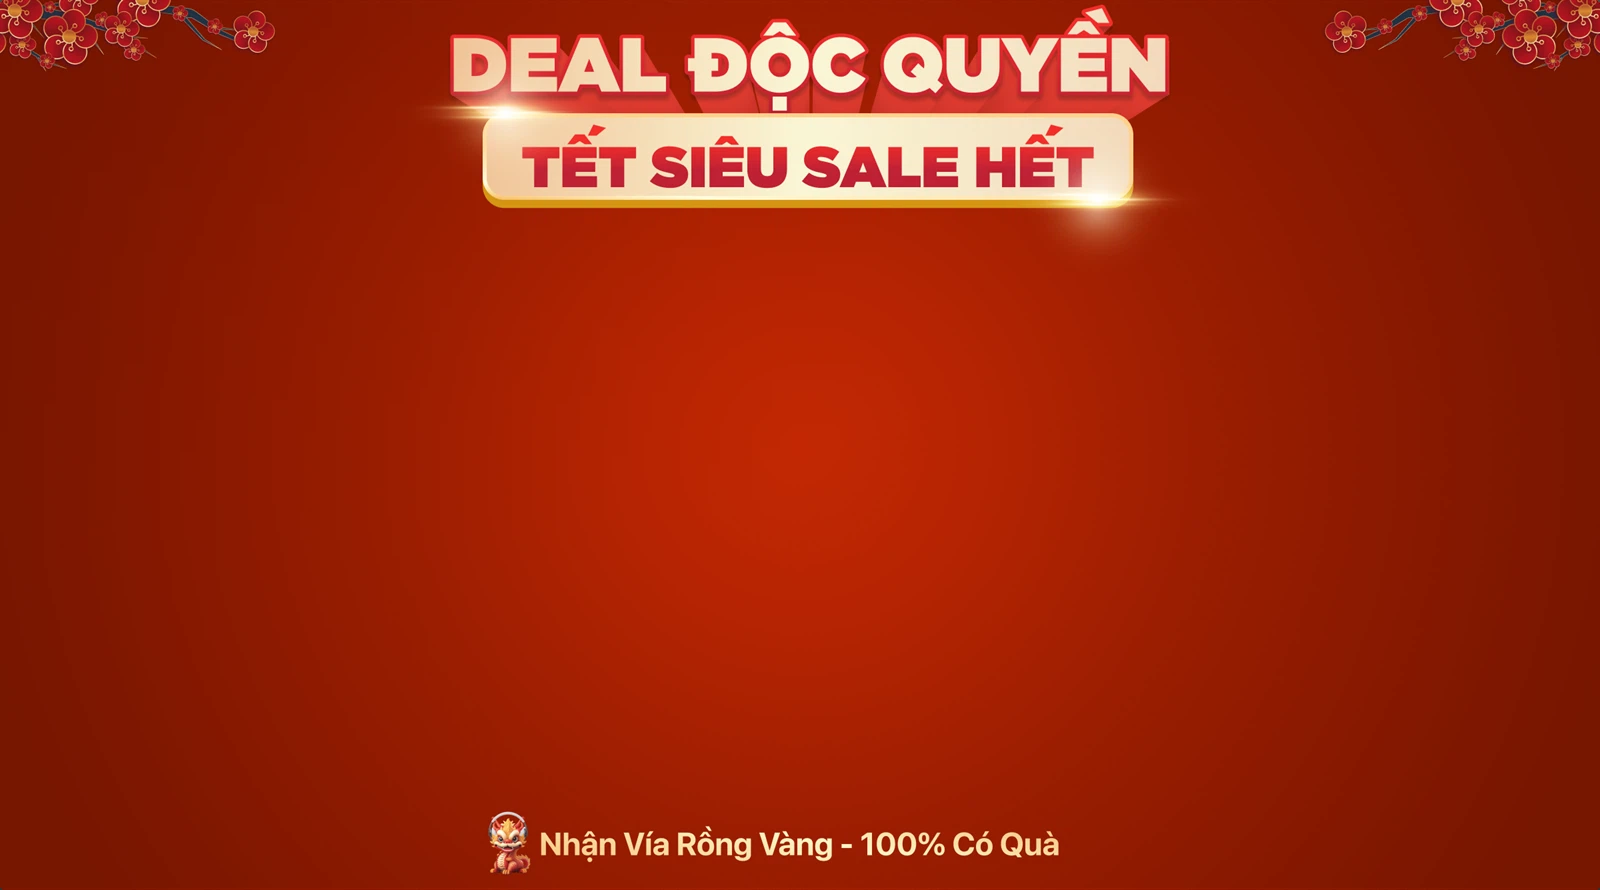 DEAL ĐỘC QUYỀN
TẾT SIÊU SALE HẾT
Nhận Vía Rồng Vàng - 100% Có Quà